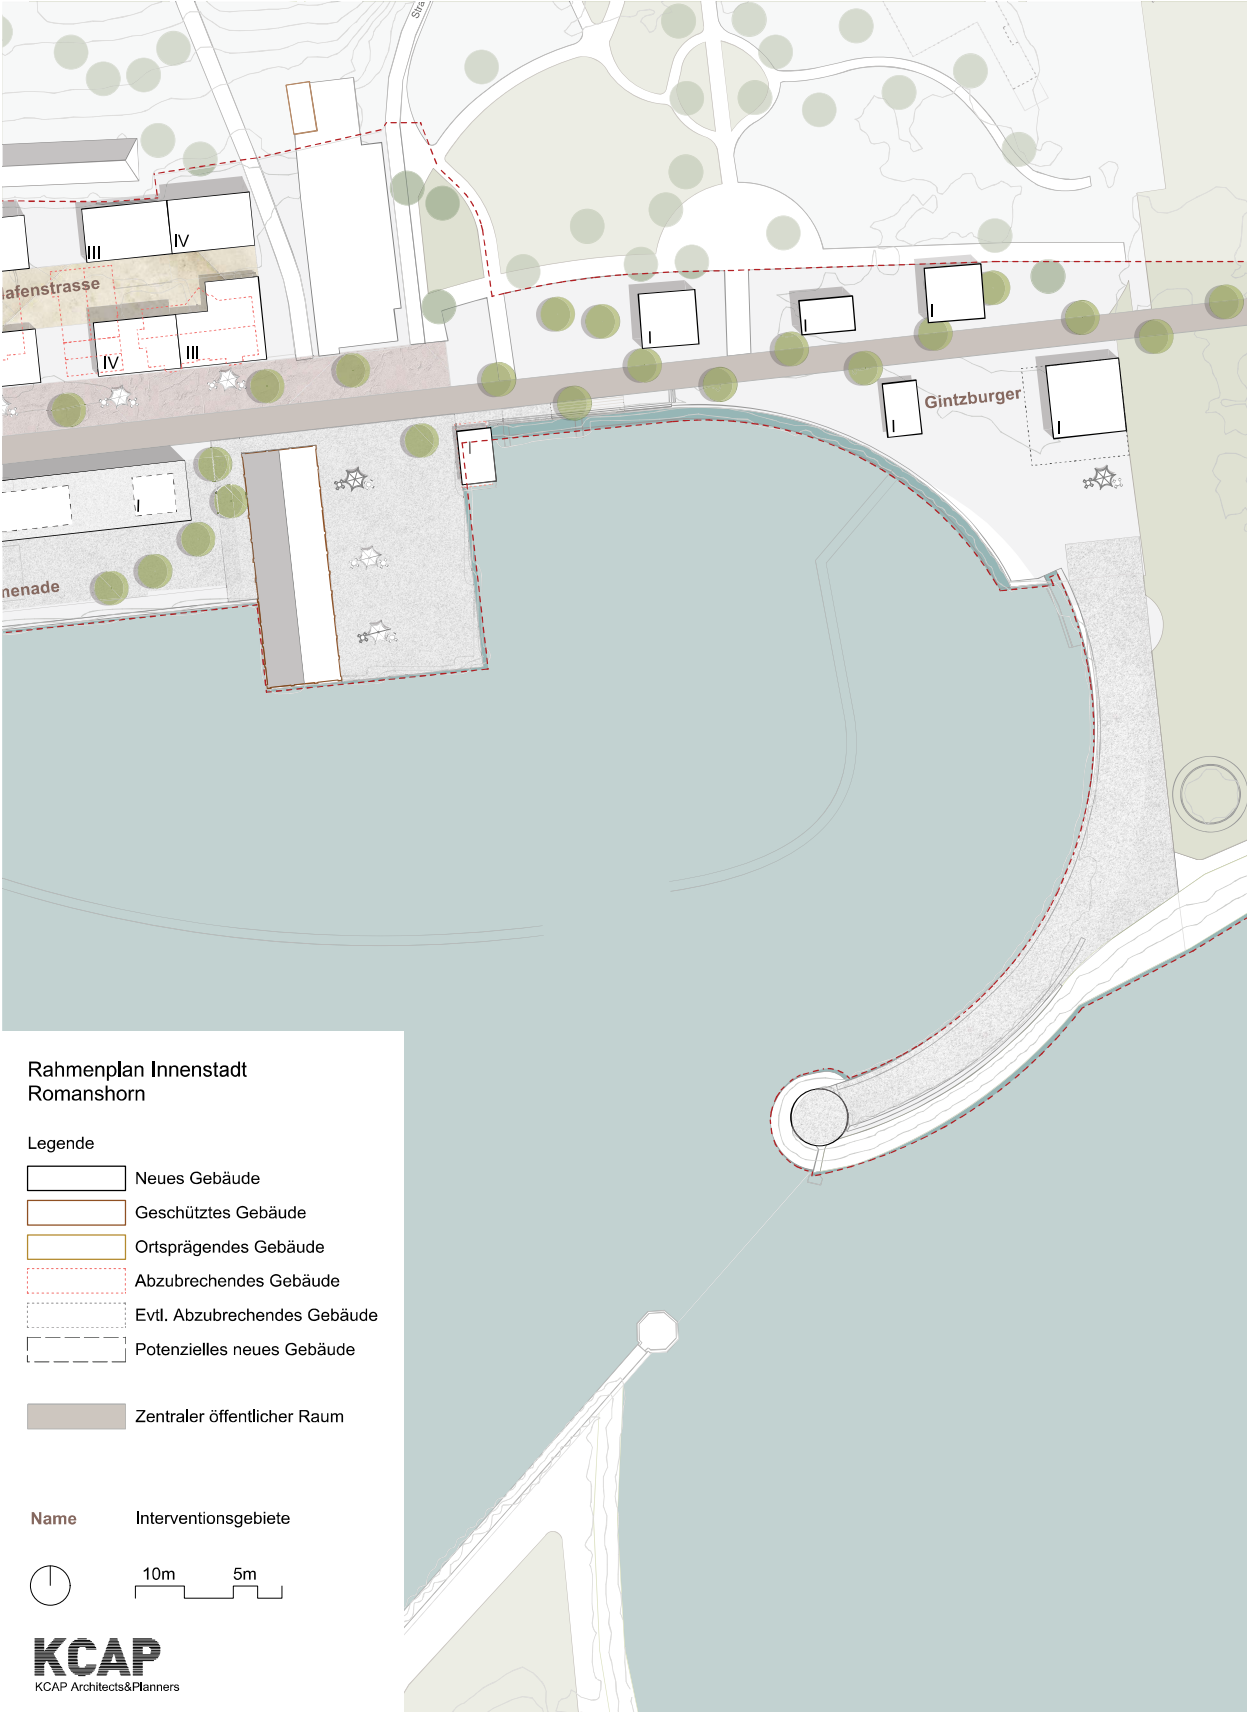 Stra
III
IV
lafenstrasse
IV
III
I
I
I
Gintzburger
I
I
I
I
nenade
Rahmenplan Innenstadt
Romanshorn
Legende
Neues Gebäude
Geschütztes Gebäude
Ortsprägendes Gebäude
Abzubrechendes Gebäude
Evtl. Abzubrechendes Gebäude
Potenzielles neues Gebäude
Zentraler öffentlicher Raum
Name Interventionsgebiete
10m 5m
KCAP
KCAP Architects&Planners